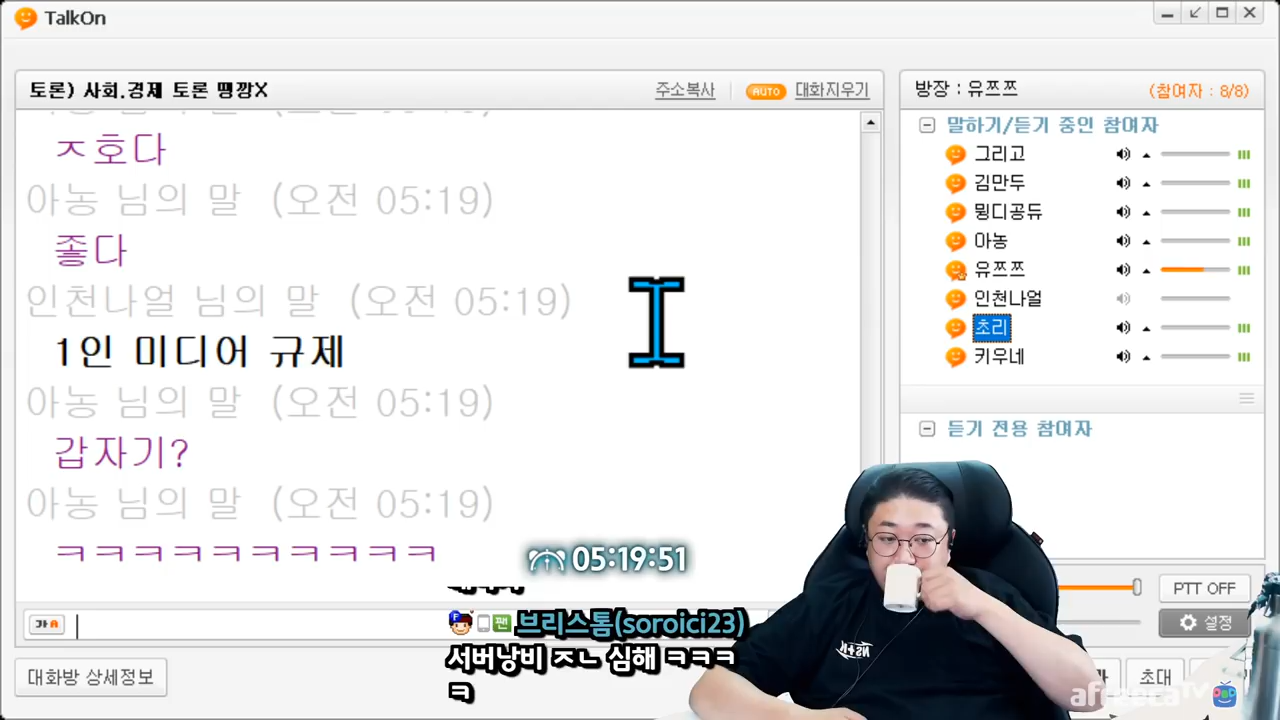 TalkOn
토론) 사회.경제 토론 땡깡X
주소복사
AUTO
대화지우기
ㅈ호다
아농 님의 말 (오전 05:19)
좋다
인천나얼 님의 말 (오전 05:19)
1인 미디어 규제
아농 님의 말 (오전 05:19)
갑자기?
아농 님의 말 (오전 05:19)
ㅋㅋㅋㅋㅋㅋㅋㅋㅋㅋ
05:19:51
가
팬 브리스톰(soroici23)
서버낭비 ㅈㄴ 심해 ㅋㅋㅋ
ㅋ
대화방 상세정보
방장 : 유쯔쯔
(참여자 : 8/8)
말하기/듣기 중인 참여자
그리고
김만두
묑디공듀
아농
유쯔쯔
인천나얼
초리
키우네
듣기 전용 참여자
PTT OFF
설정
초대
afreecaTV